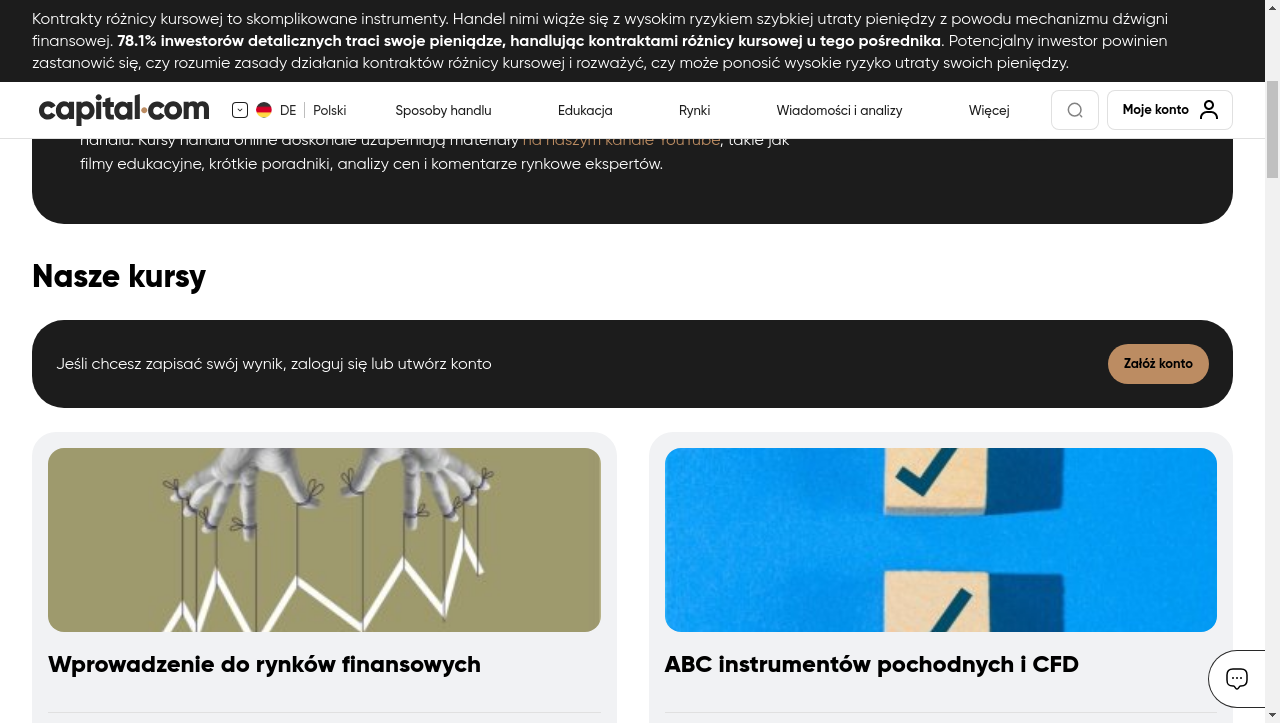 Kontrakty różnicy kursowej to skomplikowane instrumenty. Handel nimi wiąże się z wysokim ryzykiem szybkiej utraty pieniędzy z powodu mechanizmu dźwigni
finansowej. 78.1% inwestorów detalicznych traci swoje pieniądze, handlując kontraktami różnicy kursowej u tego pośrednika. Potencjalny inwestor powinien
zastanowić się, czy rozumie zasady działania kontraktów różnicy kursowej i rozważyć, czy może ponosić wysokie ryzyko utraty swoich pieniędzy.
capital.com DE Polski Sposoby handlu Edukacja Rynki Wiadomości i analizy Więcej Moje konto
handlu. Kursy handlu online doskonale uzupełniają materiały na naszym kanale YouTube, takie jak
filmy edukacyjne, krótkie poradniki, analizy cen i komentarze rynkowe ekspertów.
Nasze kursy
Jeśli chcesz zapisać swój wynik, zaloguj się lub utwórz konto
Załóż konto
Wprowadzenie do rynków finansowych
ABC instrumentów pochodnych i CFD